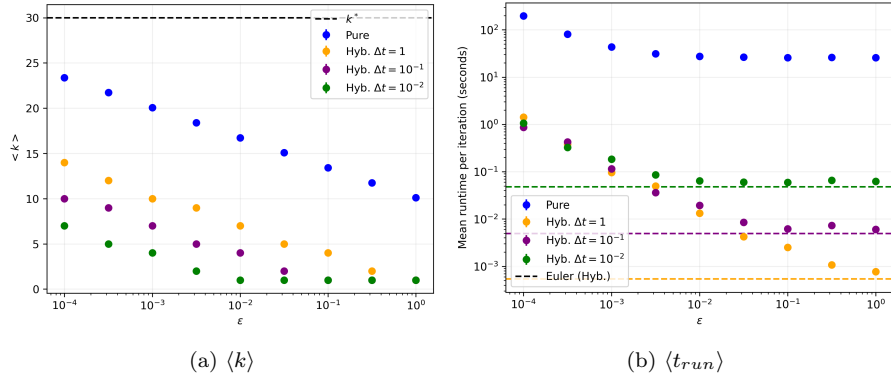 30
25
20
15
10
5
0
< k >
k*
Pure
Hyb. Δt = 1
Hyb. Δt = 10⁻¹
Hyb. Δt = 10⁻²
10⁻⁴
10⁻³
10⁻²
10⁻¹
10⁰
ε
(a) ⟨k⟩
10²
10¹
10⁰
10⁻¹
10⁻²
10⁻³
Mean runtime per iteration (seconds)
Pure
Hyb. Δt = 1
Hyb. Δt = 10⁻¹
Hyb. Δt = 10⁻²
Euler (Hyb.)
10⁻⁴
10⁻³
10⁻²
10⁻¹
10⁰
ε
(b) ⟨t_run⟩